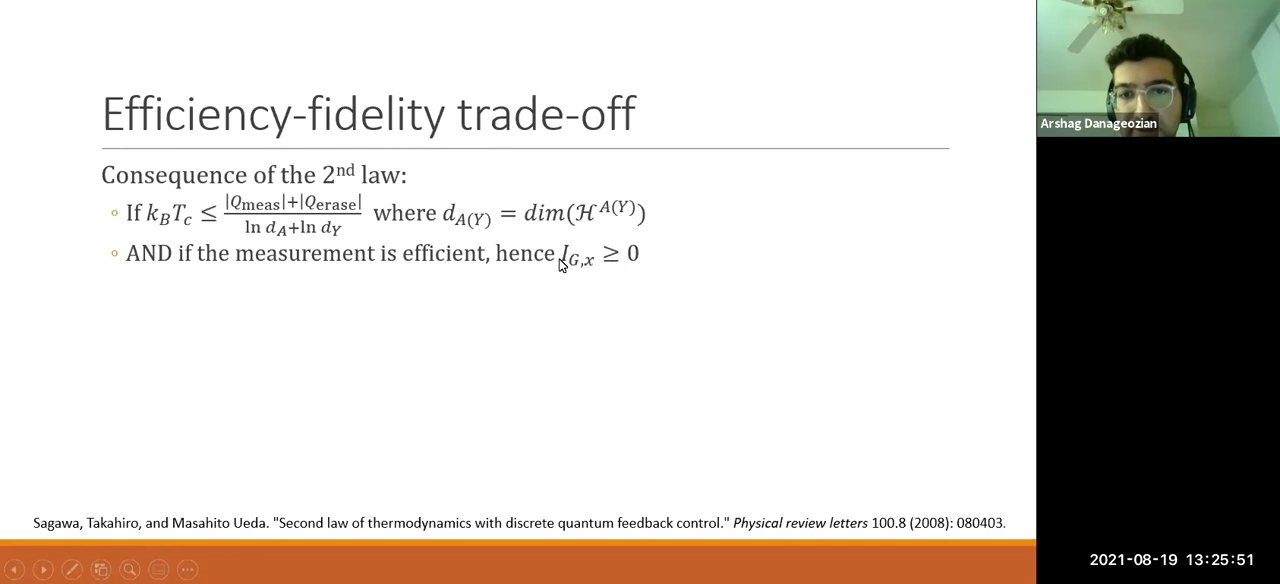 Efficiency-fidelity trade-off
Consequence of the 2nd law:
◦ If k_B T_c ≤ (|Q_meas|+|Q_erase|)/(ln d_A+ln d_Y) where d_A(Y) = dim(ℋ^A(Y))
◦ AND if the measurement is efficient, hence I_G,x ≥ 0
Sagawa, Takahiro, and Masahito Ueda. "Second law of thermodynamics with discrete quantum feedback control." Physical review letters 100.8 (2008): 080403.
Arshag Danageozian
2021-08-19 13:25:51